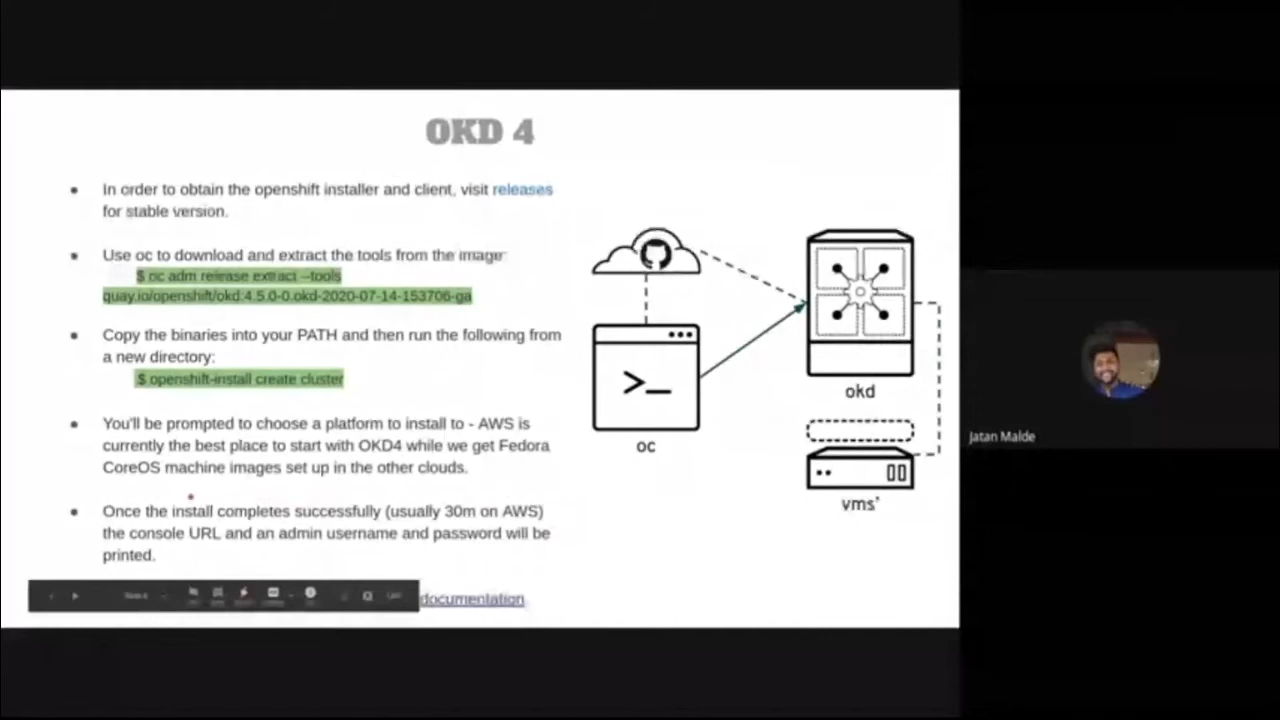 OKD 4
In order to obtain the openshift installer and client, visit releases
for stable version.
Use oc to download and extract the tools from the image:
$ oc adm release extract --tools
quay.io/openshift/okd:4.5.0-0.okd-2020-07-14-153706-ga
Copy the binaries into your PATH and then run the following from
a new directory:
$ openshift-install create cluster
You'll be prompted to choose a platform to install to - AWS is
currently the best place to start with OKD4 while we get Fedora
CoreOS machine images set up in the other clouds.
Once the install completes successfully (usually 30m on AWS)
the console URL and an admin username and password will be
printed.
documentation
oc
okd
vms'
Jatan Malde